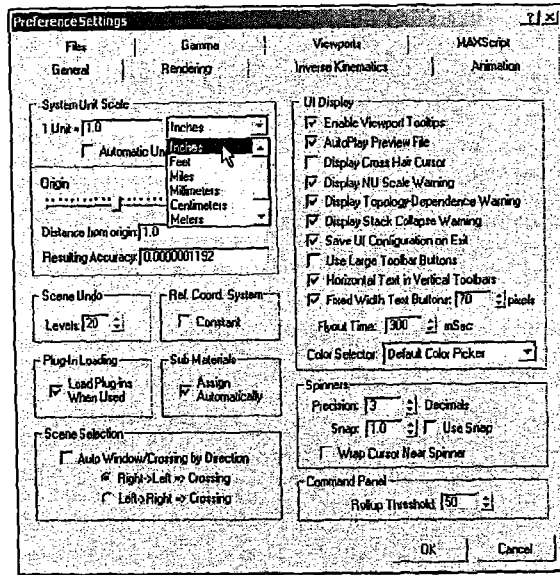 Preference Settings
Files Gamma Viewports MAXScript
General Rendering Inverse Kinematics Animation
System Unit Scale
1 Unit = 1.0 Inches
Automatic Un
Inches
Feet
Miles
Millimeters
Centimeters
Meters
Origin
Distance from origin: 1.0
Resulting Accuracy: 0.0000001192
Scene Undo
Levels: 20
Ref. Coord. System
Constant
Plug-In Loading
Load Plug-ins
When Used
Sub Materials
Assign
Automatically
Scene Selection
Auto Window/Crossing by Direction
Right->Left => Crossing
Left->Right => Crossing
UI Display
Enable Viewport Tooltips
AutoPlay Preview File
Display Cross Hair Cursor
Display NU Scale Warning
Display Topology-Dependence Warning
Display Stack Collapse Warning
Save UI Configuration on Exit
Use Large Toolbar Buttons
Horizontal Text in Vertical Toolbars
Fixed Width Text Buttons: 70 pixels
Flyout Time: 300 mSec
Color Selector: Default Color Picker
Spinners
Precision: 3 Decimals
Snap: 1.0 Use Snap
Wrap Cursor Near Spinner
Command Panel
Rollup Threshold: 50
OK Cancel